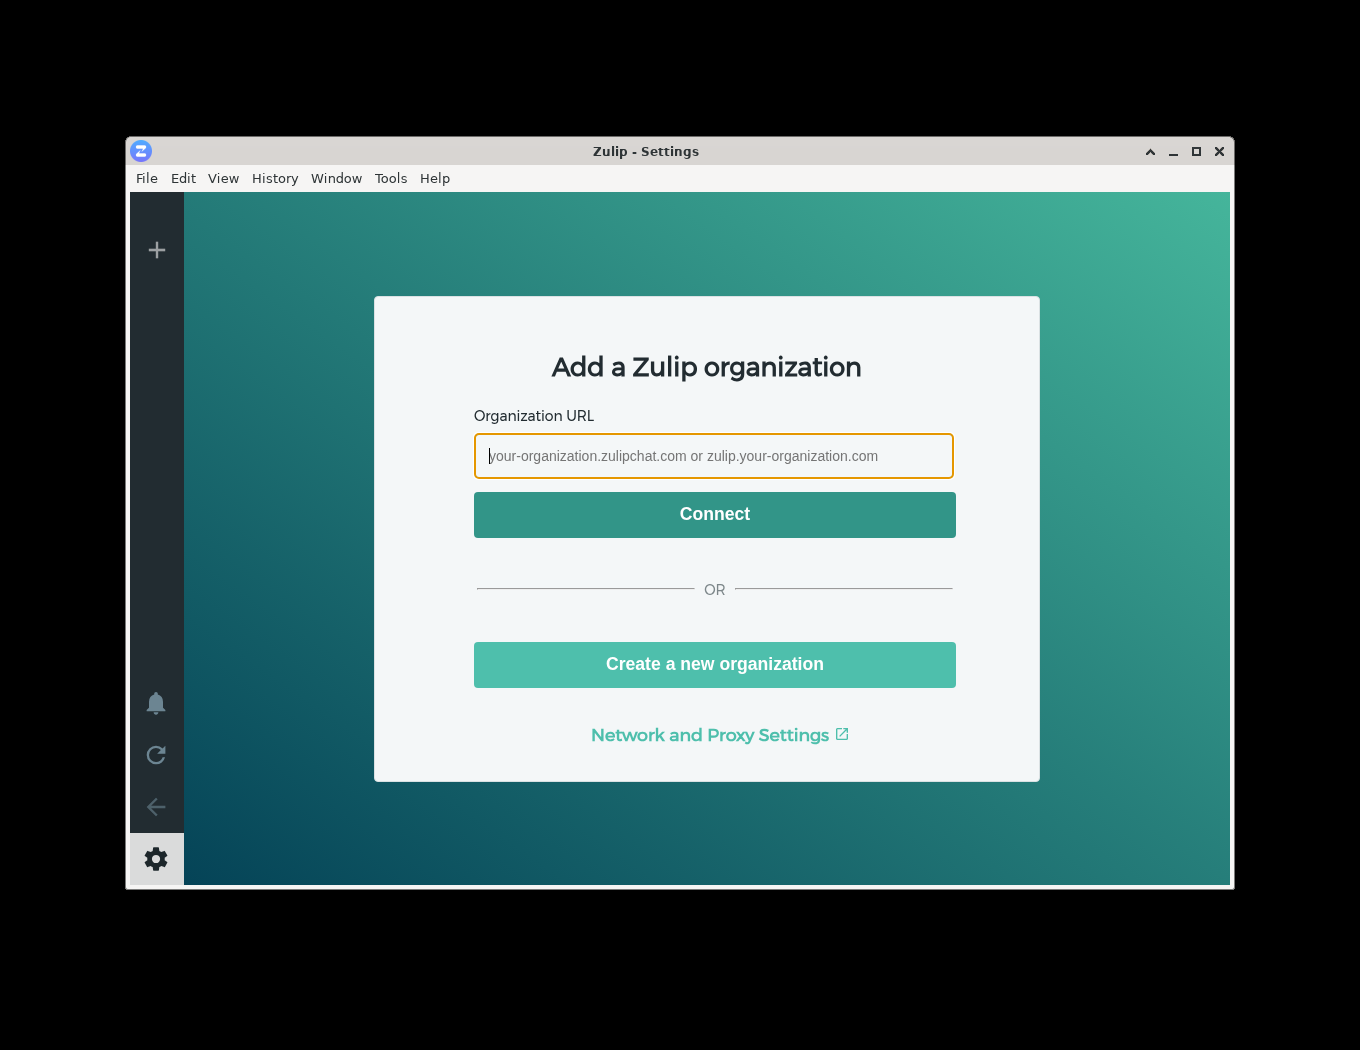 Zulip - Settings
File Edit View History Window Tools Help
Add a Zulip organization
Organization URL
your-organization.zulipchat.com or zulip.your-organization.com
Connect
OR
Create a new organization
Network and Proxy Settings